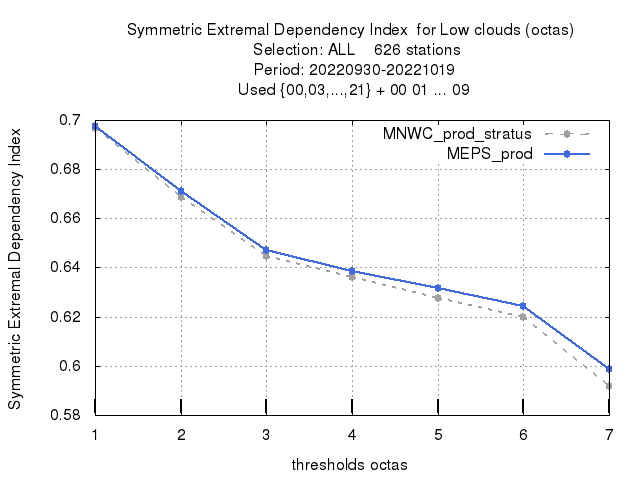 Symmetric Extremal Dependency Index  for Low clouds (octas)
Selection: ALL    626 stations
Period: 20220930-20221019
Used {00,03,...,21} + 00 01 ... 09
MNWC_prod_stratus
MEPS_prod
Symmetric Extremal Dependency Index
0.7
0.68
0.66
0.64
0.62
0.6
0.58
1 2 3 4 5 6 7
thresholds octas